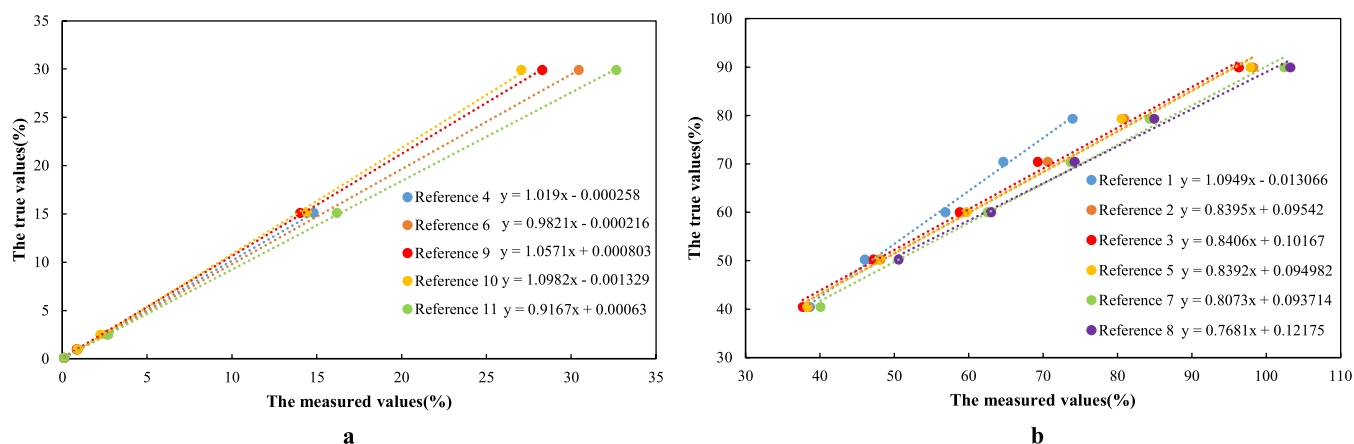 The true values(%)
35
30
25
20
15
10
5
0
Reference 4 y = 1.019x - 0.000258
Reference 6 y = 0.9821x - 0.000216
Reference 9 y = 1.0571x + 0.000803
Reference 10 y = 1.0982x - 0.001329
Reference 11 y = 0.9167x + 0.00063
0 5 10 15 20 25 30 35
The measured values(%)
a
The true values(%)
100
90
80
70
60
50
40
30
Reference 1 y = 1.0949x - 0.013066
Reference 2 y = 0.8395x + 0.09542
Reference 3 y = 0.8406x + 0.10167
Reference 5 y = 0.8392x + 0.094982
Reference 7 y = 0.8073x + 0.093714
Reference 8 y = 0.7681x + 0.12175
30 40 50 60 70 80 90 100 110
The measured values(%)
b